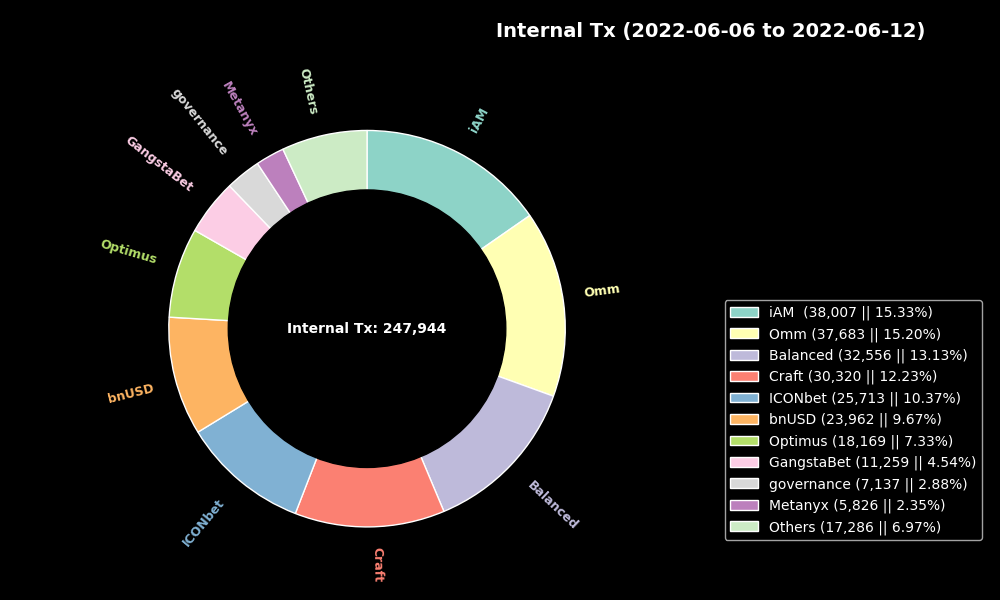 Internal Tx (2022-06-06 to 2022-06-12)
Others
Metanyx
governance
GangstaBet
Optimus
bnUSD
ICONbet
Craft
Balanced
Omm
iAM
Internal Tx: 247,944
iAM  (38,007 || 15.33%)
Omm (37,683 || 15.20%)
Balanced (32,556 || 13.13%)
Craft (30,320 || 12.23%)
ICONbet (25,713 || 10.37%)
bnUSD (23,962 || 9.67%)
Optimus (18,169 || 7.33%)
GangstaBet (11,259 || 4.54%)
governance (7,137 || 2.88%)
Metanyx (5,826 || 2.35%)
Others (17,286 || 6.97%)